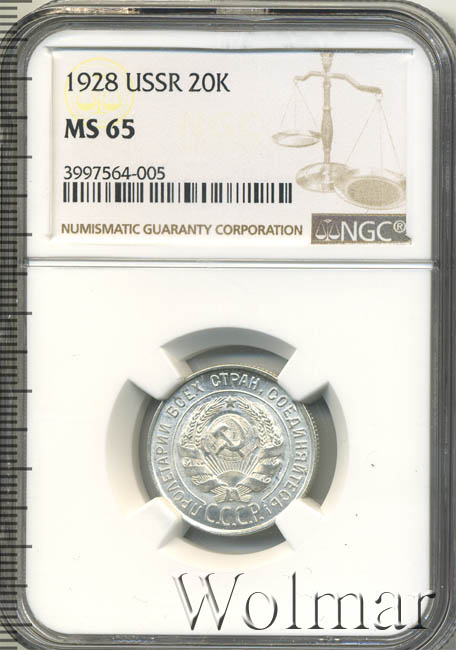 1928 USSR 20K
MS 65
3997564-005
NUMISMATIC GUARANTY CORPORATION
NGC®
ПРОЛЕТАРИИ ВСЕХ СТРАН, СОЕДИНЯЙТЕСЬ!
С.С.С.Р.
Wolmar